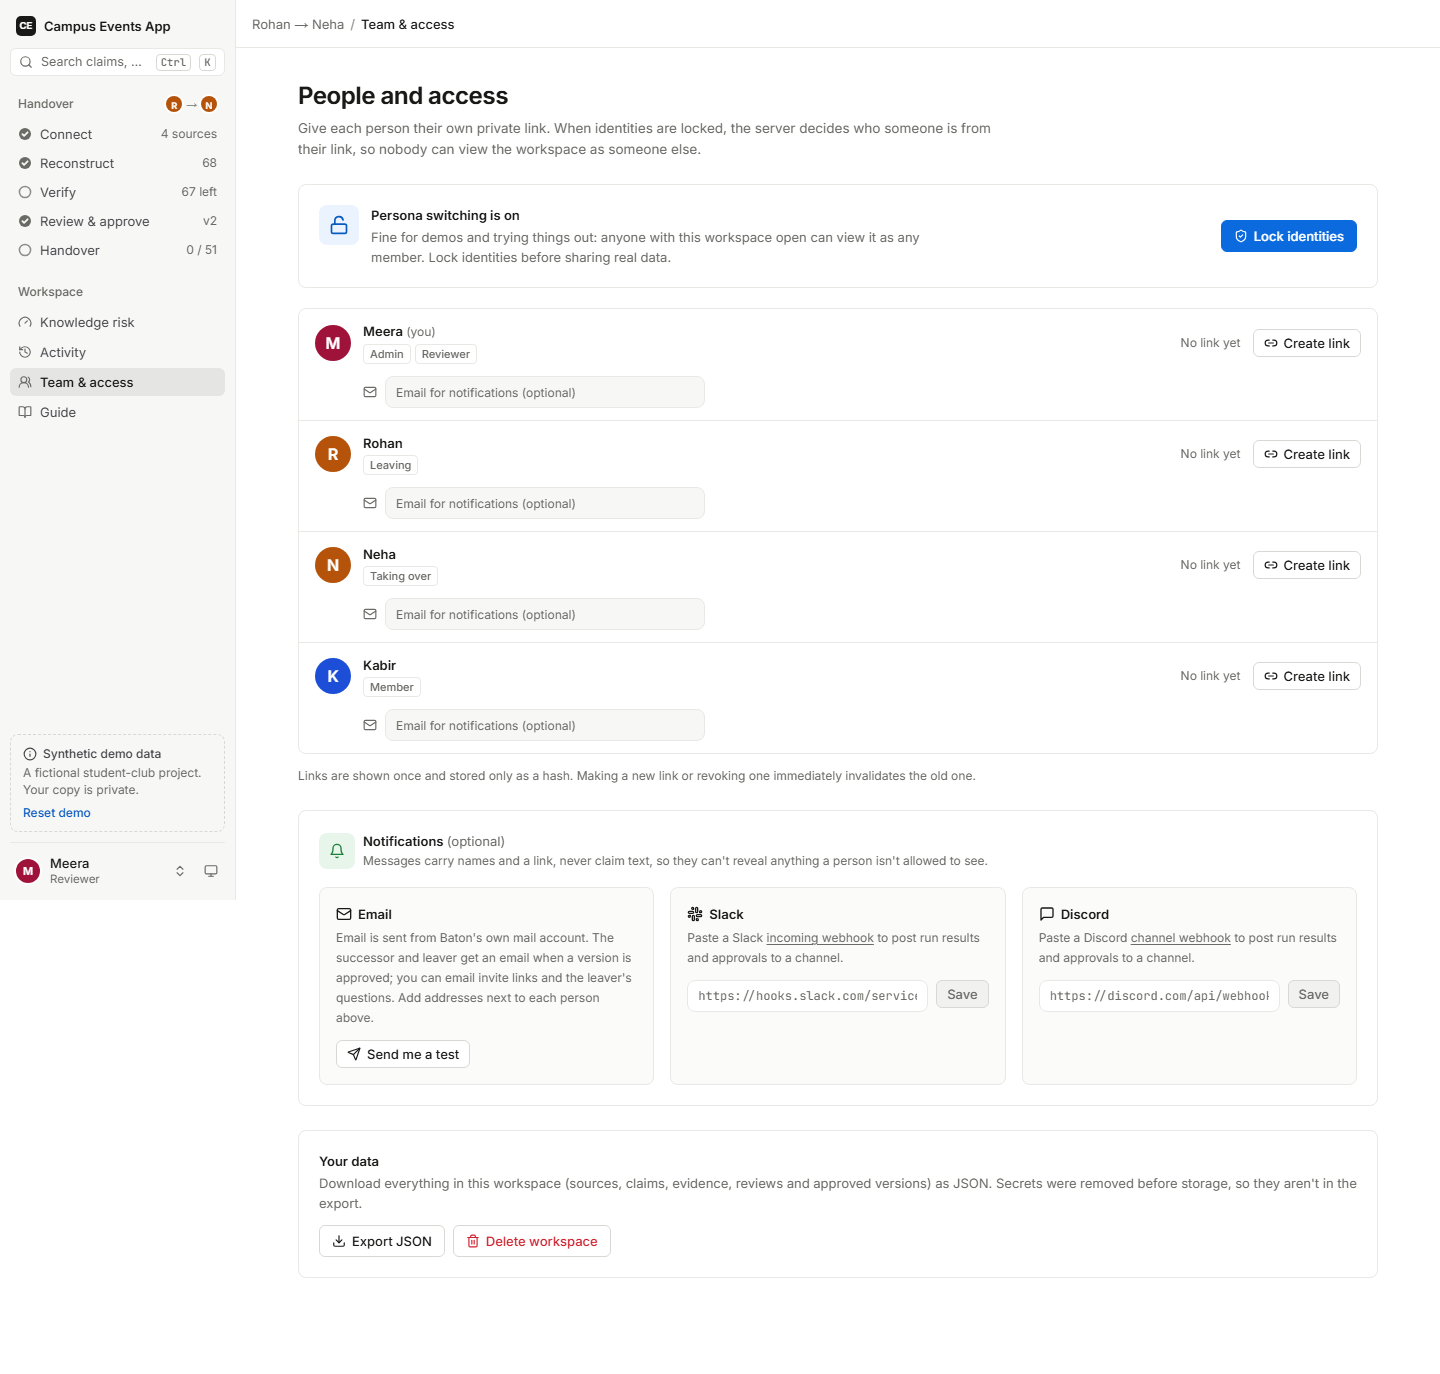 CE Campus Events App
Search claims, ... Ctrl K
Handover R → N
Connect 4 sources
Reconstruct 68
Verify 67 left
Review & approve v2
Handover 0 / 51
Workspace
Knowledge risk
Activity
Team & access
Guide
Synthetic demo data
A fictional student-club project.
Your copy is private.
Reset demo
M Meera
Reviewer
Rohan → Neha / Team & access
People and access
Give each person their own private link. When identities are locked, the server decides who someone is from
their link, so nobody can view the workspace as someone else.
Persona switching is on
Fine for demos and trying things out: anyone with this workspace open can view it as any
member. Lock identities before sharing real data.
Lock identities
M Meera (you)
Admin Reviewer
No link yet Create link
Email for notifications (optional)
R Rohan
Leaving
No link yet Create link
Email for notifications (optional)
N Neha
Taking over
No link yet Create link
Email for notifications (optional)
K Kabir
Member
No link yet Create link
Email for notifications (optional)
Links are shown once and stored only as a hash. Making a new link or revoking one immediately invalidates the old one.
Notifications (optional)
Messages carry names and a link, never claim text, so they can't reveal anything a person isn't allowed to see.
Email
Email is sent from Baton's own mail account. The
successor and leaver get an email when a version is
approved; you can email invite links and the leaver's
questions. Add addresses next to each person
above.
Send me a test
Slack
Paste a Slack incoming webhook to post run results
and approvals to a channel.
https://hooks.slack.com/service Save
Discord
Paste a Discord channel webhook to post run results
and approvals to a channel.
https://discord.com/api/webhook Save
Your data
Download everything in this workspace (sources, claims, evidence, reviews and approved versions) as JSON. Secrets were removed before storage, so they aren't in the
export.
Export JSON Delete workspace